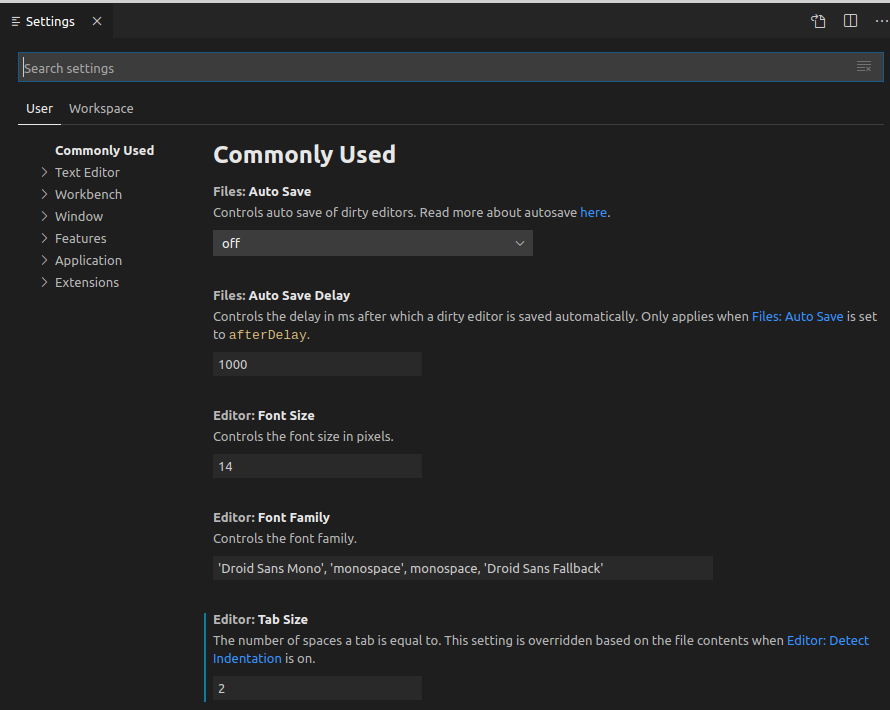 Settings
Search settings
User Workspace
Commonly Used
Text Editor
Workbench
Window
Features
Application
Extensions
Commonly Used
Files: Auto Save
Controls auto save of dirty editors. Read more about autosave here.
off
Files: Auto Save Delay
Controls the delay in ms after which a dirty editor is saved automatically. Only applies when Files: Auto Save is set
to afterDelay.
1000
Editor: Font Size
Controls the font size in pixels.
14
Editor: Font Family
Controls the font family.
'Droid Sans Mono', 'monospace', monospace, 'Droid Sans Fallback'
Editor: Tab Size
The number of spaces a tab is equal to. This setting is overridden based on the file contents when Editor: Detect
Indentation is on.
2